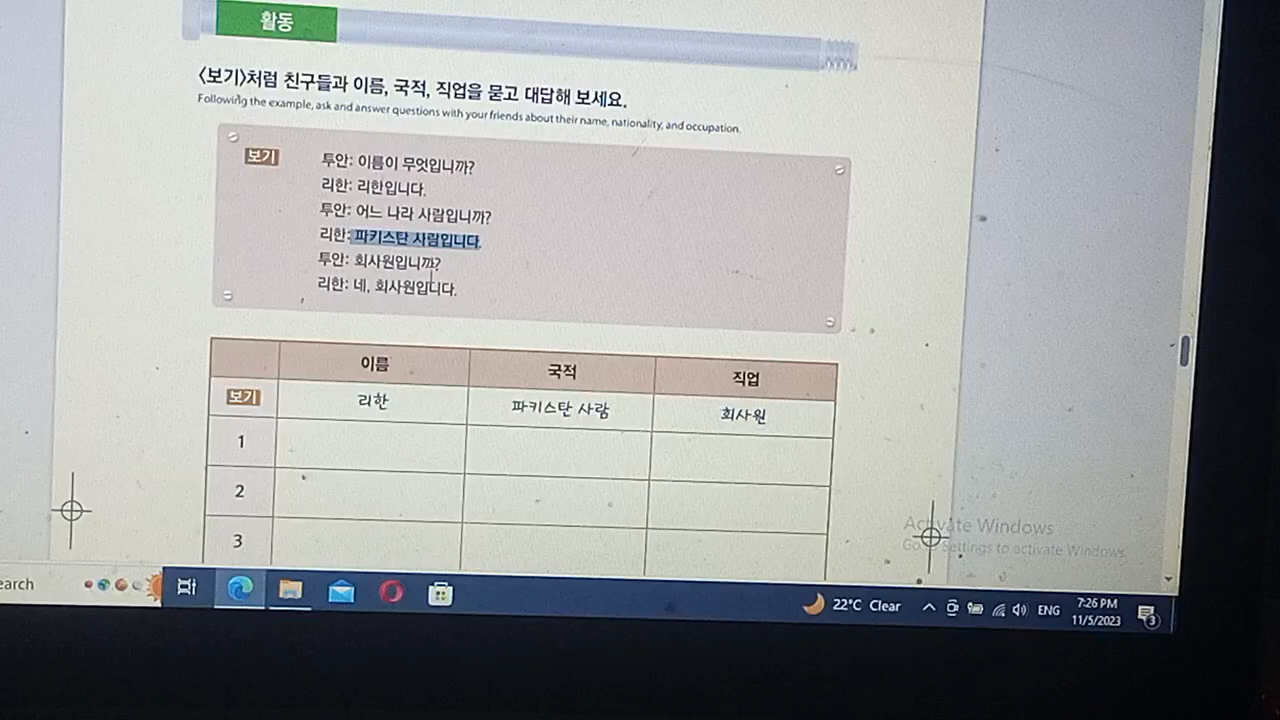 활동
<보기>처럼 친구들과 이름, 국적, 직업을 묻고 대답해 보세요.
Following the example, ask and answer questions with your friends about their name, nationality, and occupation.
보기
투안: 이름이 무엇입니까?
리한: 리한입니다.
투안: 어느 나라 사람입니까?
리한: 파키스탄 사람입니다.
투안: 회사원입니까?
리한: 네, 회사원입니다.
이름 국적 직업
보기 리한 파키스탄 사람 회사원
1
2
3
Activate Windows
Go to Settings to activate Windows.
earch
22°C Clear
ENG
7:26 PM
11/5/2023
3